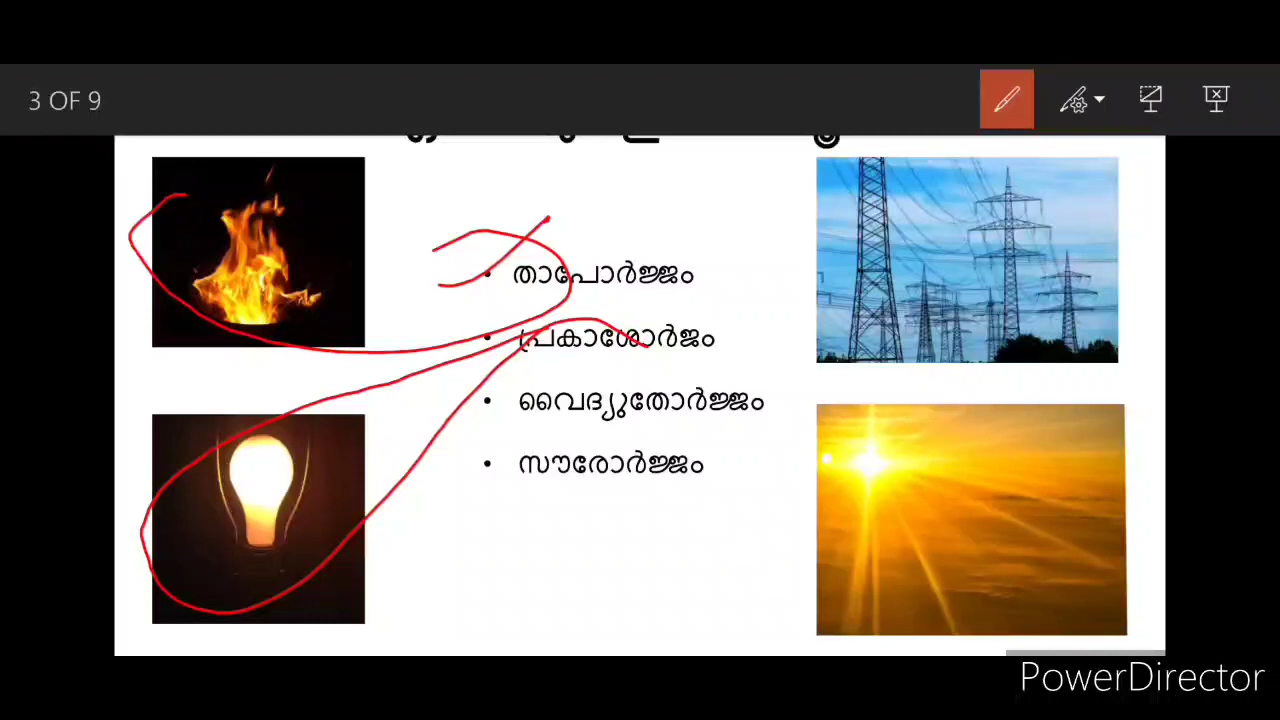 3 OF 9
• താപോർജ്ജം
• പ്രകാശോർജം
• വൈദ്യുതോർജ്ജം
• സൗരോർജ്ജം
PowerDirector